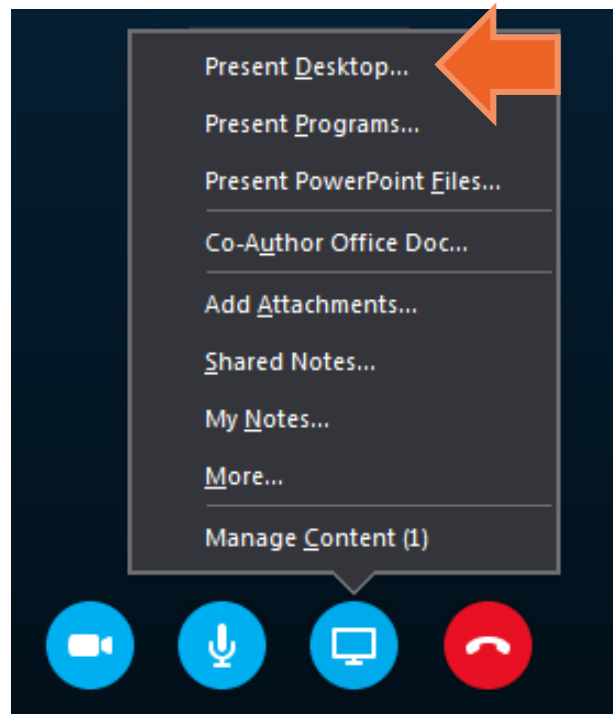 Present Desktop...
Present Programs...
Present PowerPoint Files...
Co-Author Office Doc...
Add Attachments...
Shared Notes...
My Notes...
More...
Manage Content (1)